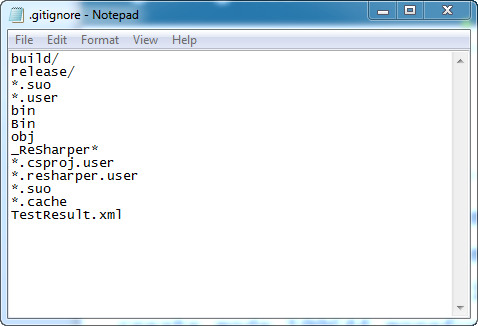 .gitignore - Notepad
File Edit Format View Help
build/
release/
*.suo
*.user
bin
Bin
obj
_ReSharper*
*.csproj.user
*.resharper.user
*.suo
*.cache
TestResult.xml